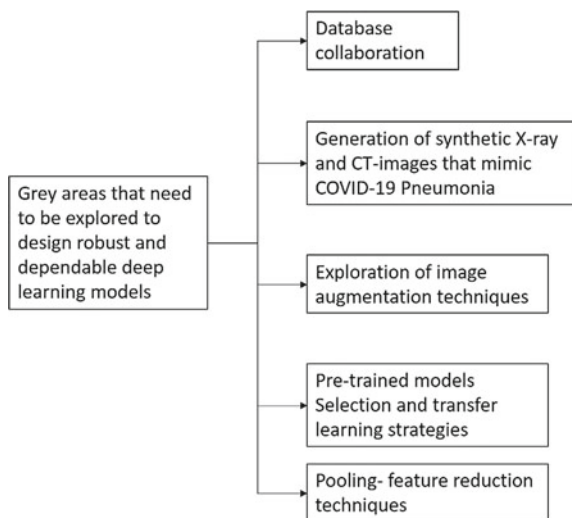 Database
collaboration
Generation of synthetic X-ray
and CT-images that mimic
COVID-19 Pneumonia
Grey areas that need
to be explored to
design robust and
dependable deep
learning models
Exploration of image
augmentation techniques
Pre-trained models
Selection and transfer
learning strategies
Pooling- feature reduction
techniques